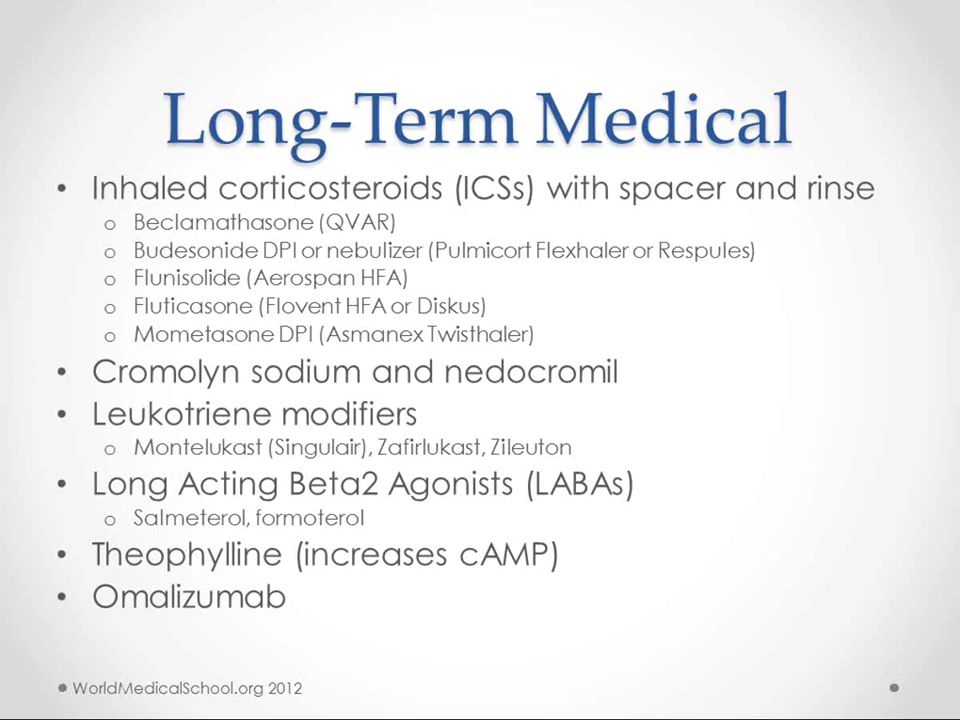 Long-Term Medical
• Inhaled corticosteroids (ICSs) with spacer and rinse
o Beclamathasone (QVAR)
o Budesonide DPI or nebulizer (Pulmicort Flexhaler or Respules)
o Flunisolide (Aerospan HFA)
o Fluticasone (Flovent HFA or Diskus)
o Mometasone DPI (Asmanex Twisthaler)
• Cromolyn sodium and nedocromil
• Leukotriene modifiers
o Montelukast (Singulair), Zafirlukast, Zileuton
• Long Acting Beta2 Agonists (LABAs)
o Salmeterol, formoterol
• Theophylline (increases cAMP)
• Omalizumab
WorldMedicalSchool.org 2012